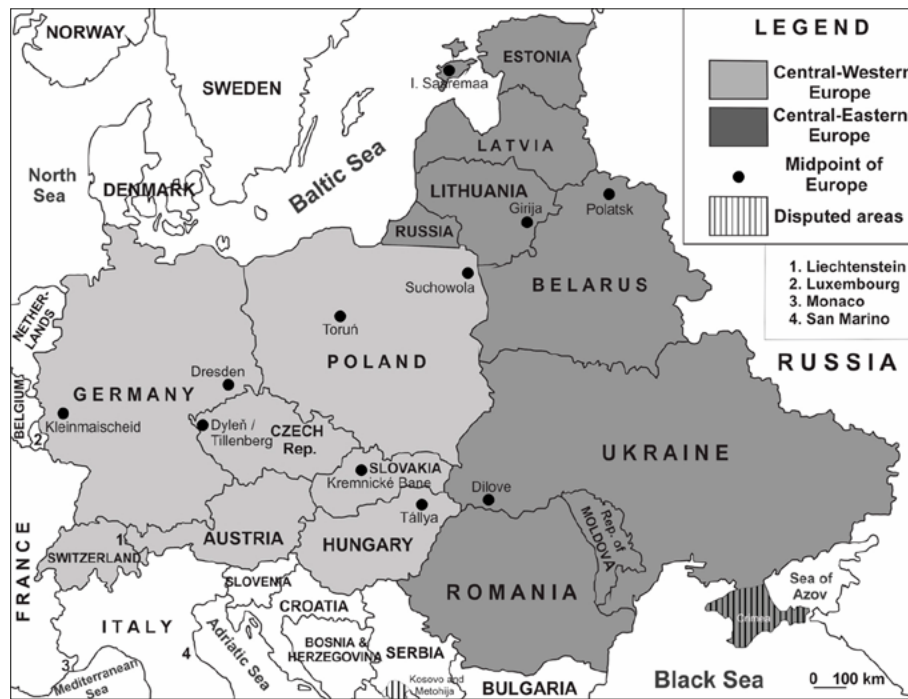 NORWAY
SWEDEN
ESTONIA
I. Saaremaa
LATVIA
North
Sea
DENMARK
Baltic Sea
LITHUANIA
Girija
Polatsk
RUSSIA
BELARUS
Suchowola
NETHER-
LANDS
Toruń
POLAND
Dresden
GERMANY
BELGIUM
2
Kleinmaischeid
Dyleň /
Tillenberg
CZECH
Rep.
SLOVAKIA
Kremnické Bane
UKRAINE
Dilove
Tállya
AUSTRIA
HUNGARY
Rep. of
MOLDOVA
FRANCE
1
SWITZERLAND
SLOVENIA
ROMANIA
CROATIA
ITALY
BOSNIA &
HERZEGOVINA
SERBIA
Adriatic Sea
3
4
Mediterranean
Sea
Kosovo and
Metohija
BULGARIA
Black Sea
Sea of
Azov
Crimea
0 100 km
LEGEND
Central-Western
Europe
Central-Eastern
Europe
Midpoint of
Europe
Disputed areas
1. Liechtenstein
2. Luxembourg
3. Monaco
4. San Marino
RUSSIA